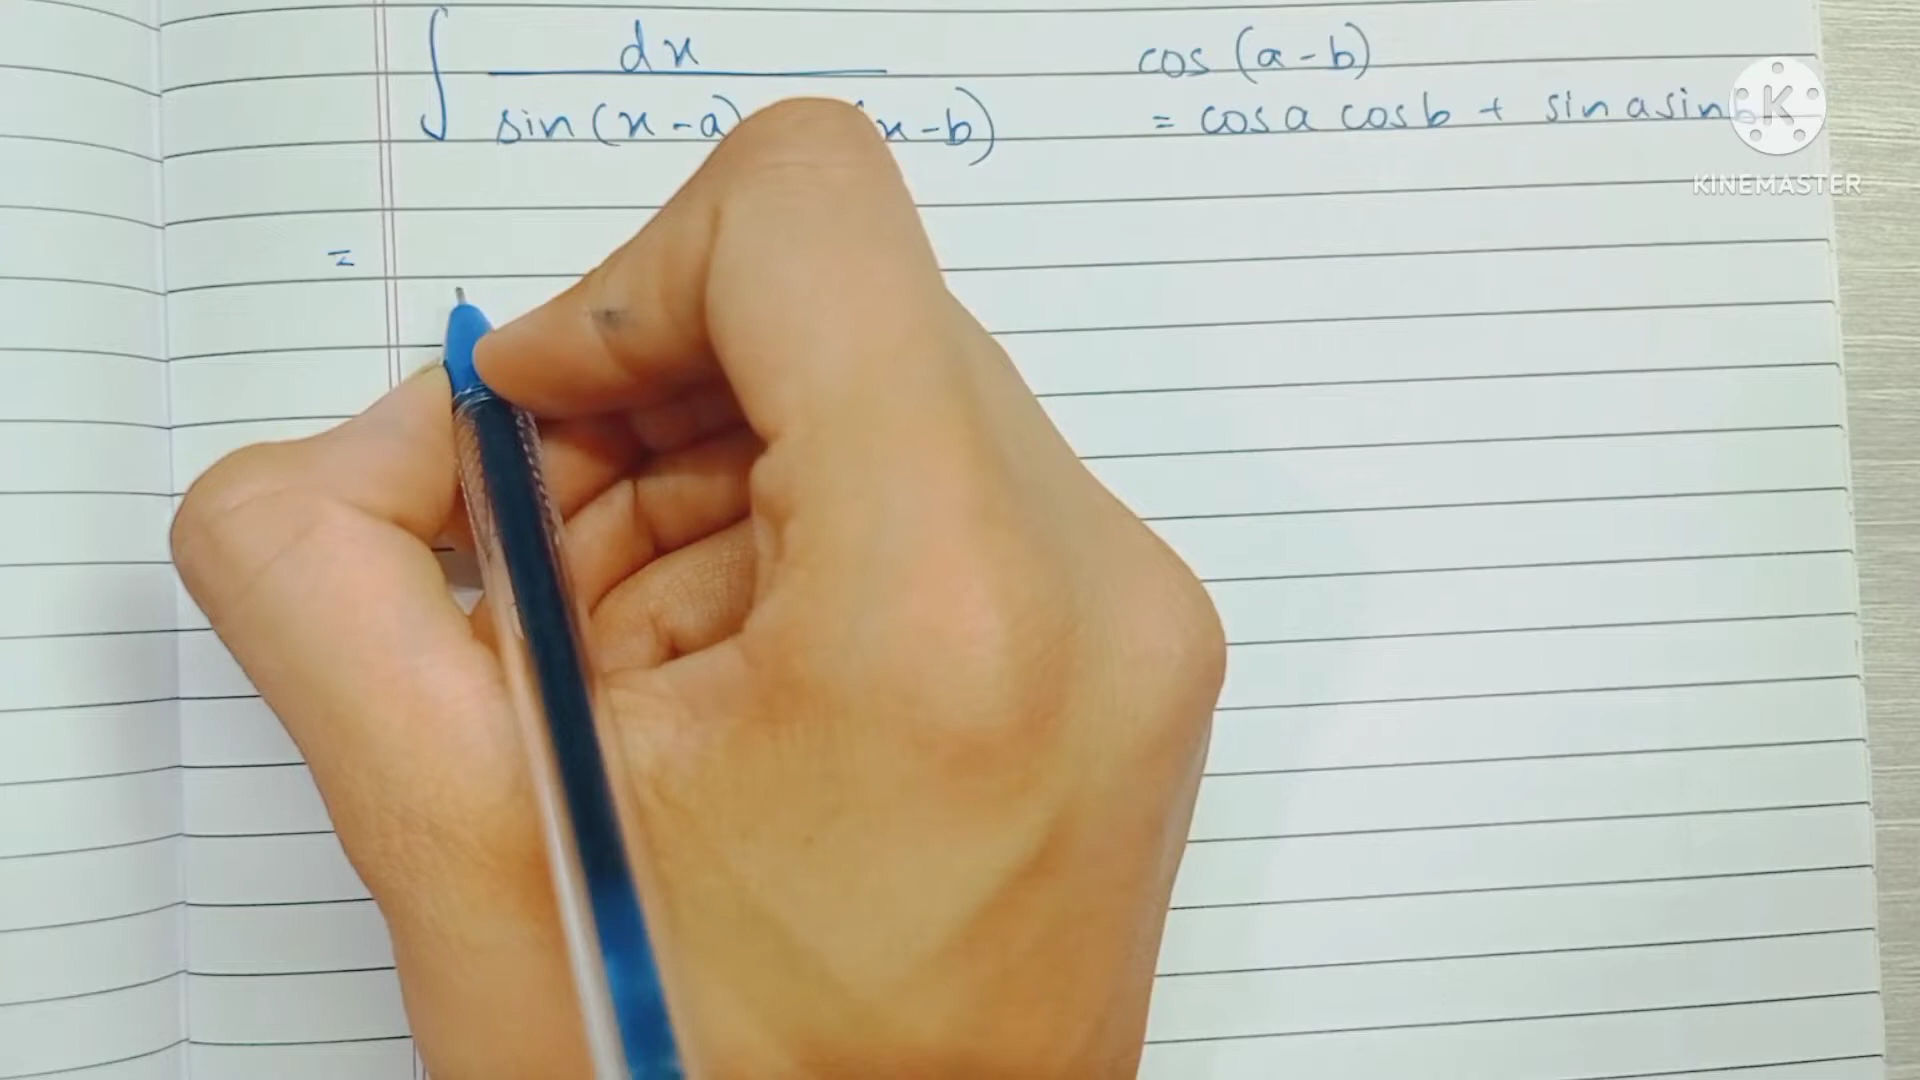 ∫ dx / sin(x-a) (x-b)
cos (a-b)
= cos a cos b + sin a sin b
=
K
KINEMASTER